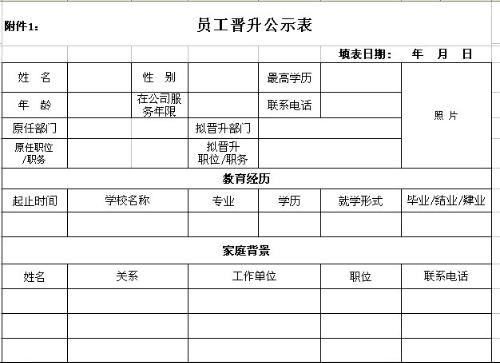 附件1：
员工晋升公示表
填表日期： 年 月 日
姓 名 性 别 最高学历 照 片
年 龄 在公司服务年限 联系电话
原任部门 拟晋升部门
原任职位/职务 拟晋升职位/职务
教育经历
起止时间 学校名称 专业 学历 就学形式 毕业/结业/肄业
家庭背景
姓名 关系 工作单位 职位 联系电话